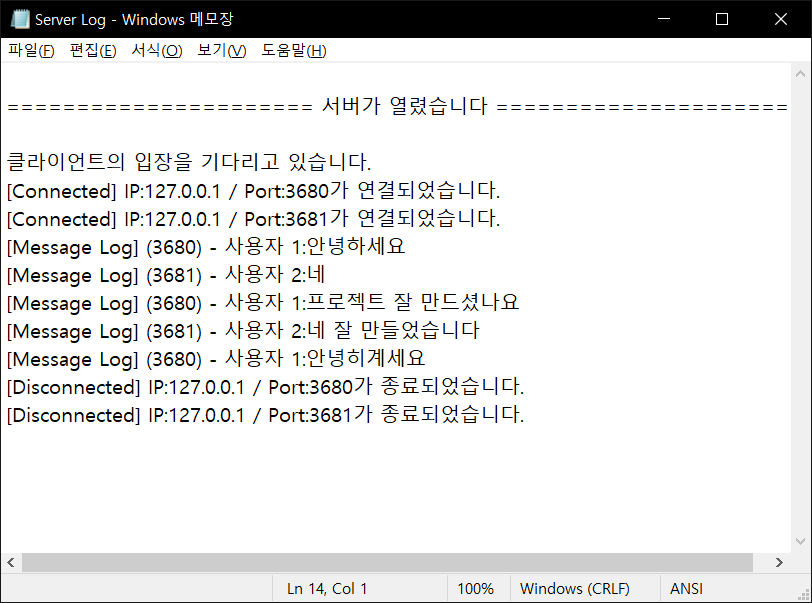 Server Log - Windows 메모장
파일(F) 편집(E) 서식(O) 보기(V) 도움말(H)
====================== 서버가 열렸습니다 =====================
클라이언트의 입장을 기다리고 있습니다.
[Connected] IP:127.0.0.1 / Port:3680가 연결되었습니다.
[Connected] IP:127.0.0.1 / Port:3681가 연결되었습니다.
[Message Log] (3680) - 사용자 1:안녕하세요
[Message Log] (3681) - 사용자 2:네
[Message Log] (3680) - 사용자 1:프로젝트 잘 만드셨나요
[Message Log] (3681) - 사용자 2:네 잘 만들었습니다
[Message Log] (3680) - 사용자 1:안녕히계세요
[Disconnected] IP:127.0.0.1 / Port:3680가 종료되었습니다.
[Disconnected] IP:127.0.0.1 / Port:3681가 종료되었습니다.
Ln 14, Col 1 100% Windows (CRLF) ANSI